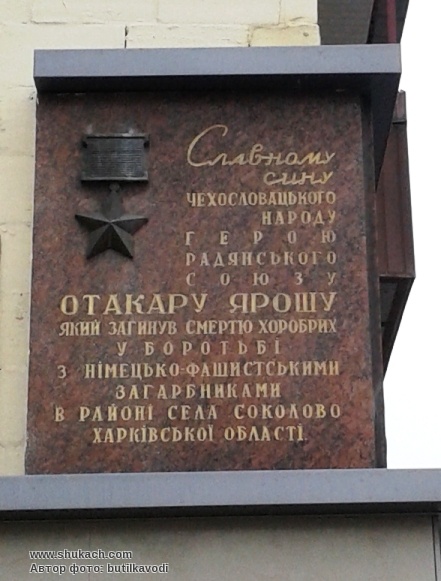 Славному
сину
ЧЕХОСЛОВАЦЬКОГО
НАРОДУ
ГЕРОЮ
РАДЯНСЬКОГО
СОЮЗУ
ОТАКАРУ ЯРОШУ
ЯКИЙ ЗАГИНУВ СМЕРТЮ ХОРОБРИХ
У БОРОТЬБІ
З НІМЕЦЬКО-ФАШИСТСЬКИМИ
ЗАГАРБНИКАМИ
В РАЙОНІ СЕЛА СОКОЛОВО
ХАРКІВСЬКОЇ ОБЛАСТІ.
www.shukach.com
Автор фото: butilkavodi